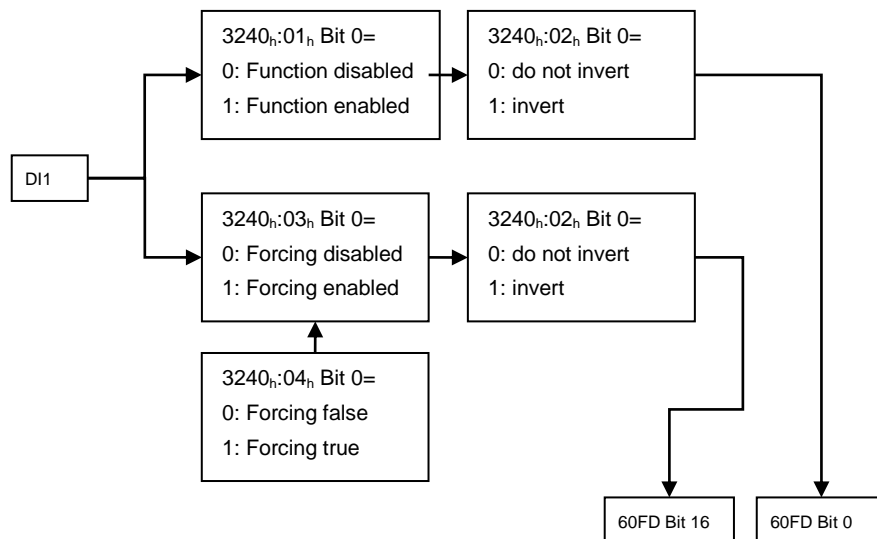 3240h:01h Bit 0=
0: Function disabled
1: Function enabled
3240h:02h Bit 0=
0: do not invert
1: invert
DI1
3240h:03h Bit 0=
0: Forcing disabled
1: Forcing enabled
3240h:02h Bit 0=
0: do not invert
1: invert
3240h:04h Bit 0=
0: Forcing false
1: Forcing true
60FD Bit 16
60FD Bit 0